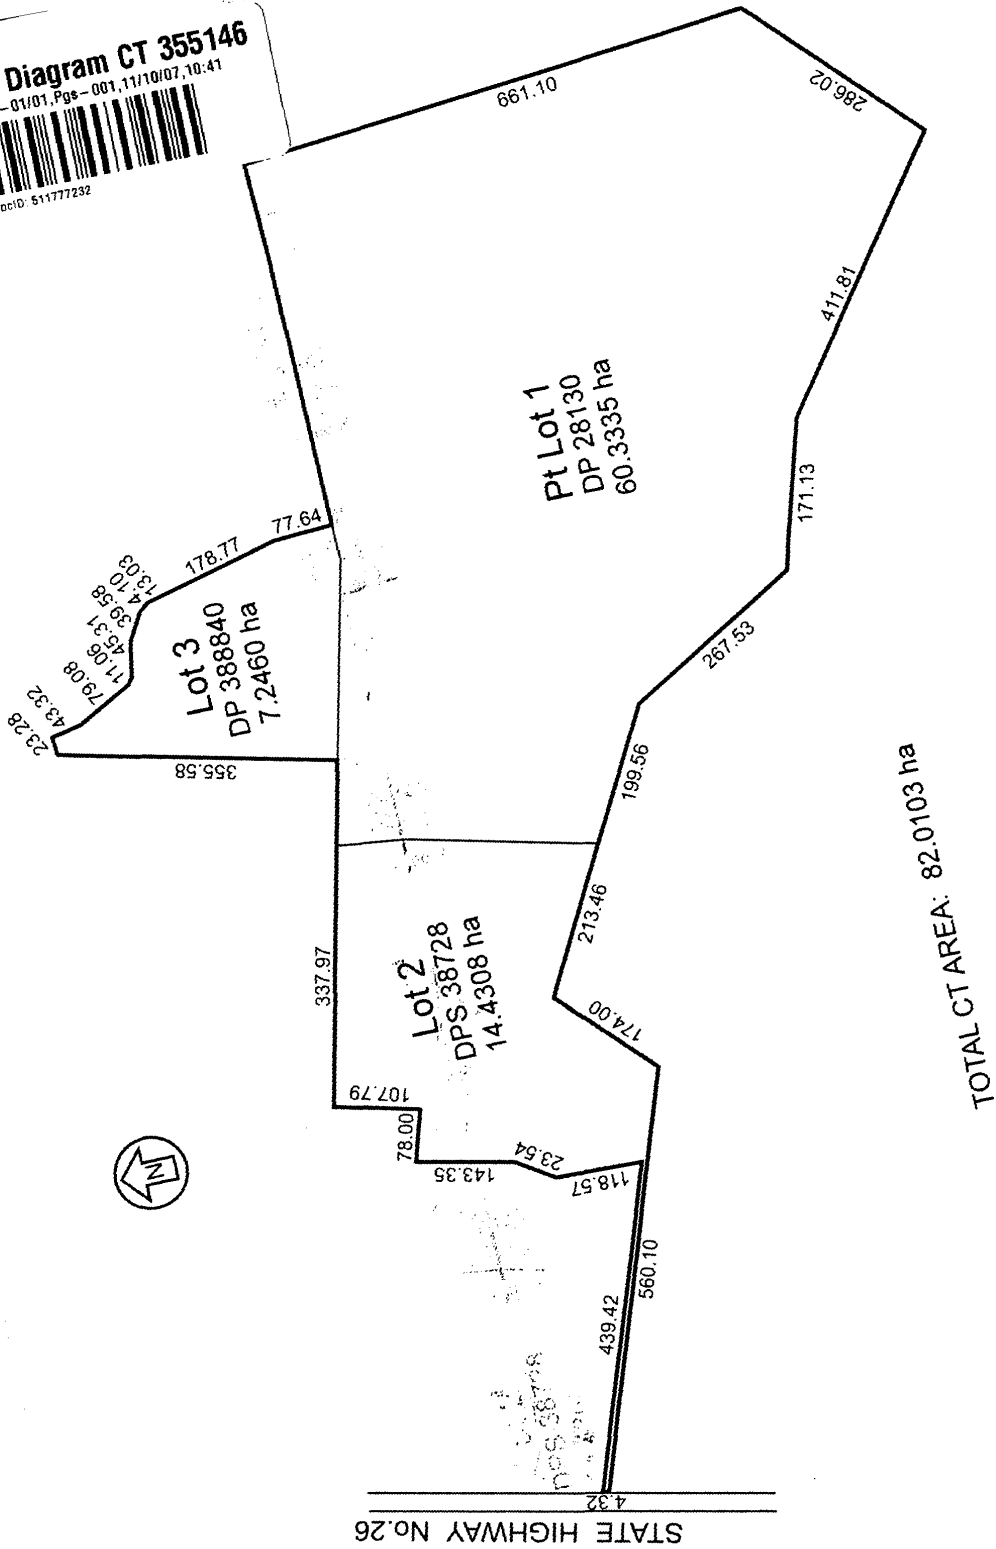 Diagram CT 355146
-01/01,Pgs-001,11/10/07,10:41
ocID: 511777232
661.10
286.02
411.81
171.13
267.53
199.56
213.46
174.00
560.10
439.42
4.32
118.57
23.54
143.35
78.00
107.79
337.97
355.58
23.28
43.32
79.08
11.06
45.31
39.58
4.10
13.03
178.77
77.64
Pt Lot 1
DP 28130
60.3335 ha
Lot 3
DP 388840
7.2460 ha
Lot 2
DPS 38728
14.4308 ha
N
TOTAL CT AREA: 82.0103 ha
STATE HIGHWAY No.26